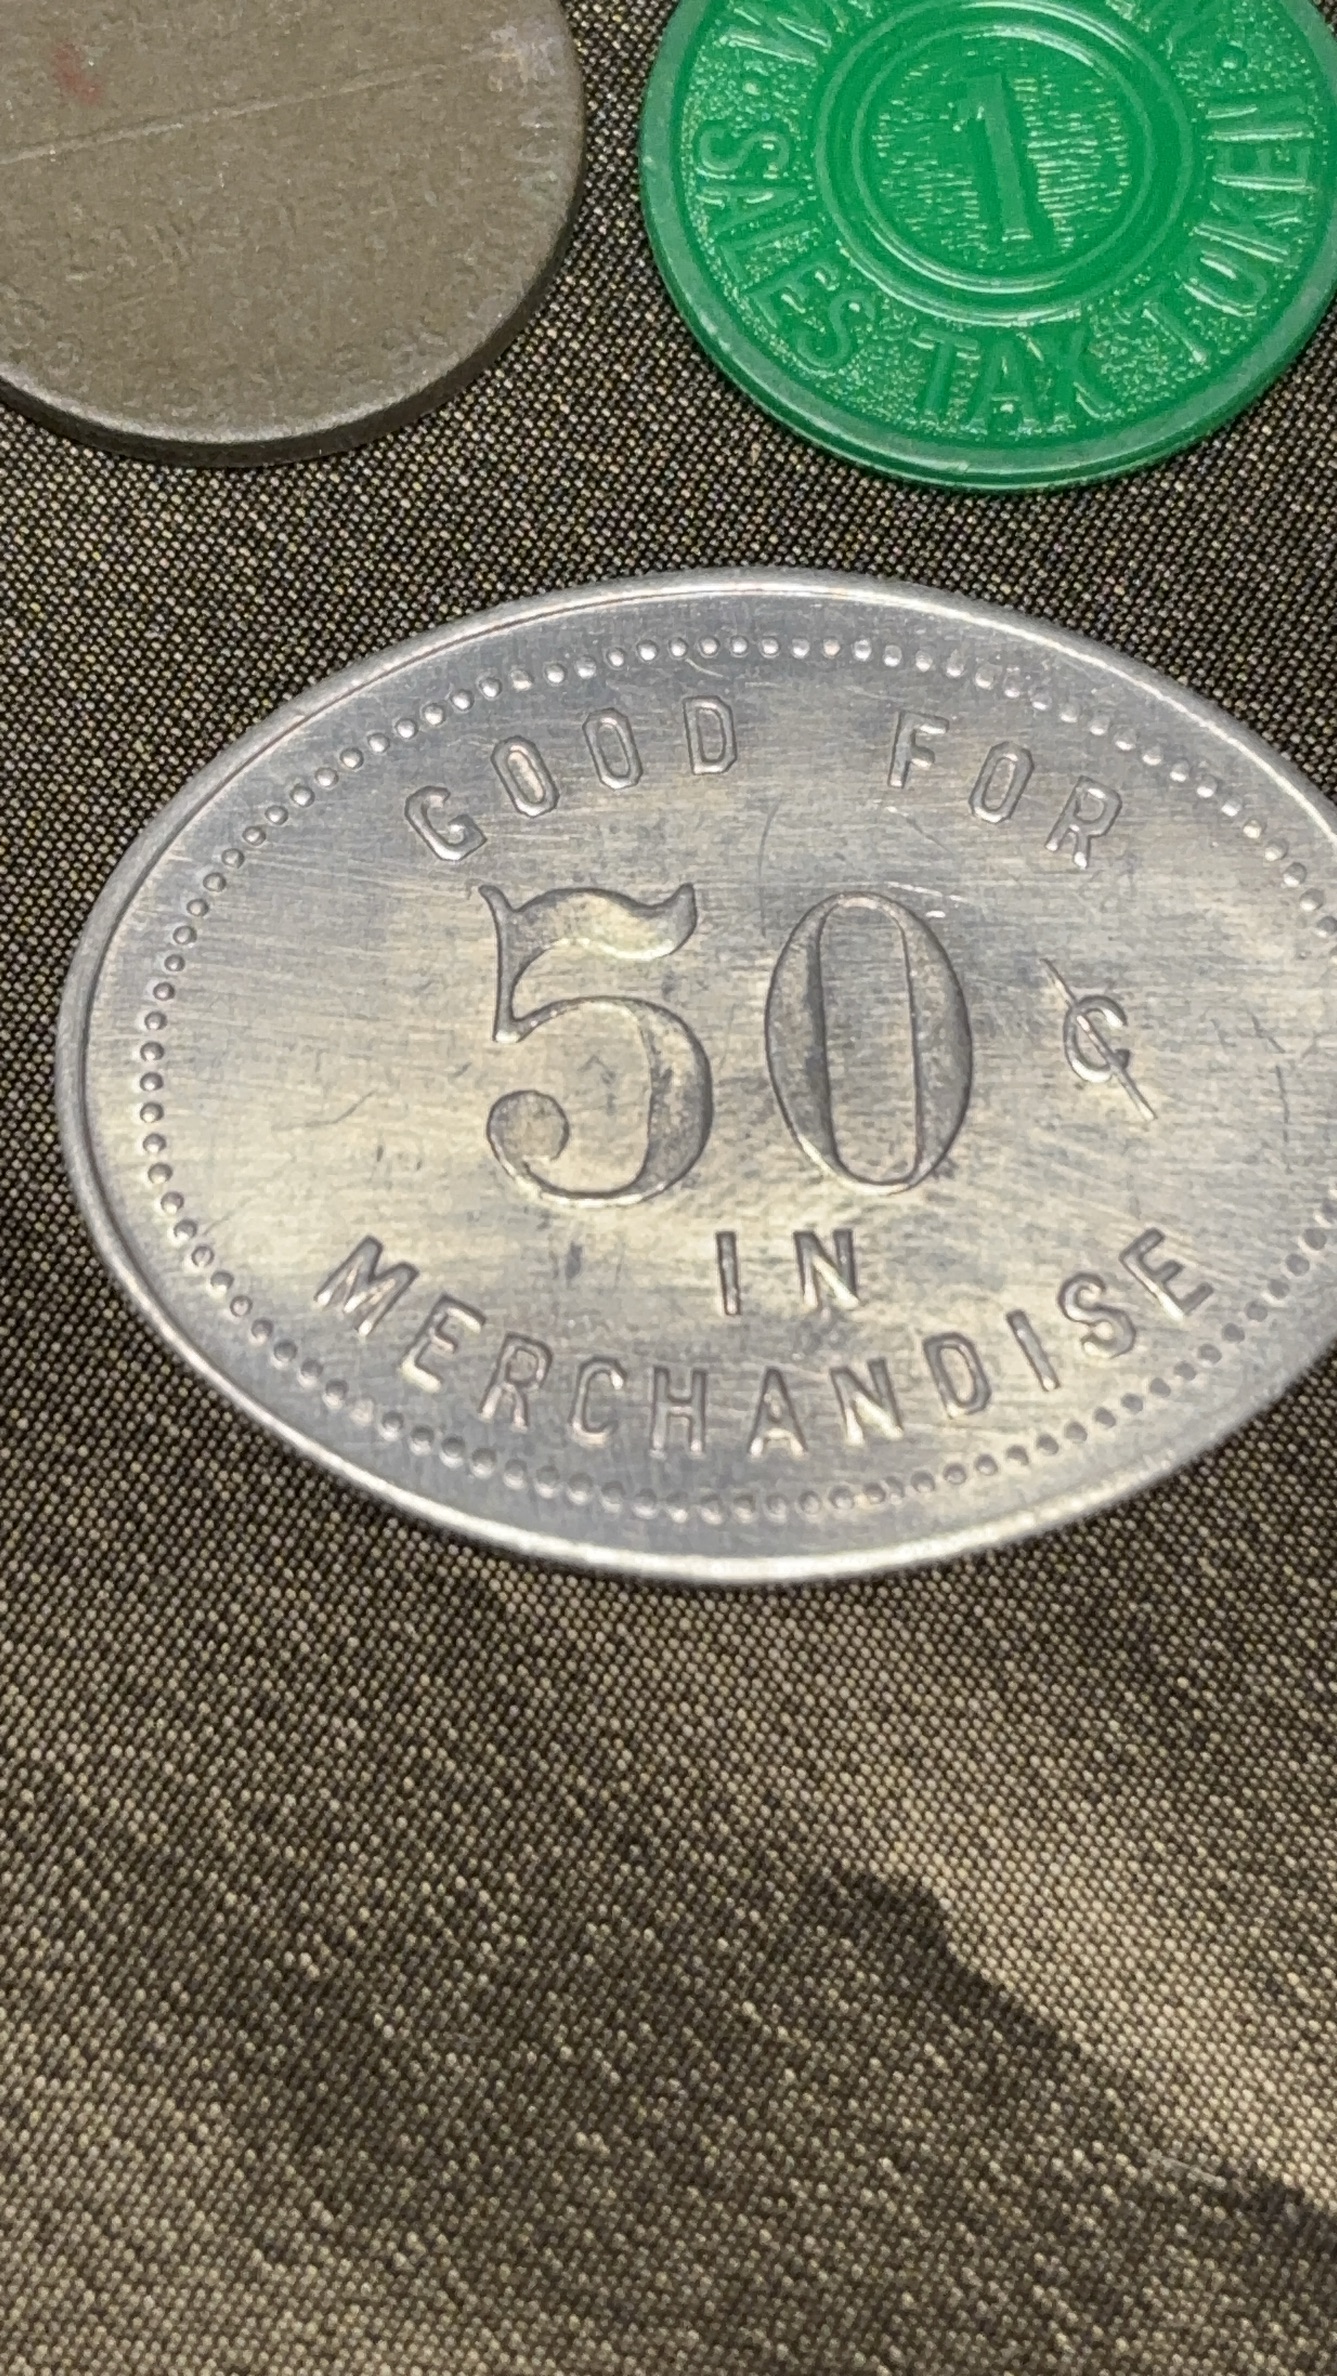 SALES TAX TOKEN
1
GOOD FOR
50 ¢
IN
MERCHANDISE